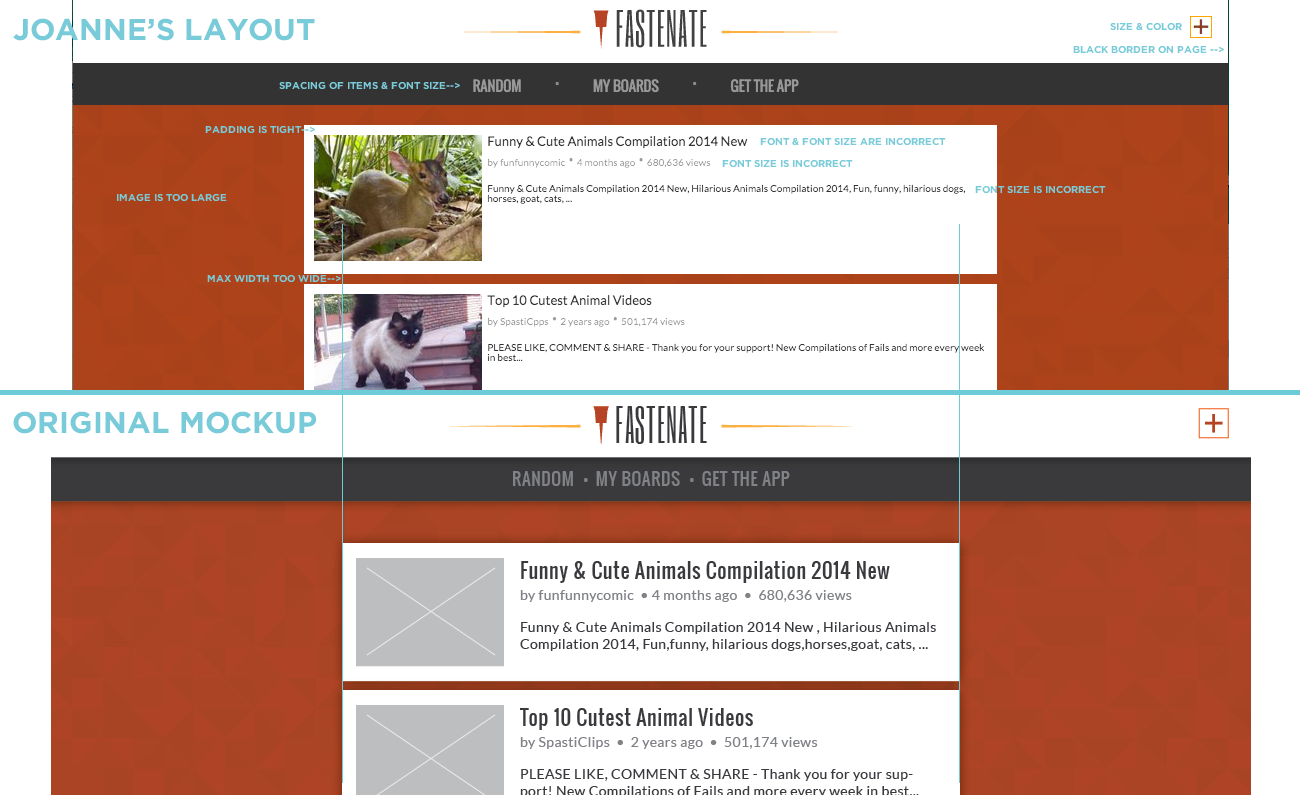 JOANNE'S LAYOUT
FASTENATE
SIZE & COLOR
BLACK BORDER ON PAGE -->
SPACING OF ITEMS & FONT SIZE-->
RANDOM • MY BOARDS • GET THE APP
PADDING IS TIGHT-->
Funny & Cute Animals Compilation 2014 New
FONT & FONT SIZE ARE INCORRECT
by funfunnycomic • 4 months ago • 680,636 views
FONT SIZE IS INCORRECT
IMAGE IS TOO LARGE
Funny & Cute Animals Compilation 2014 New, Hilarious Animals Compilation 2014, Fun, funny, hilarious dogs,
horses, goat, cats, ...
FONT SIZE IS INCORRECT
MAX WIDTH TOO WIDE-->
Top 10 Cutest Animal Videos
by SpastiCpps • 2 years ago • 501,174 views
PLEASE LIKE, COMMENT & SHARE - Thank you for your support! New Compilations of Fails and more every week
in best...
ORIGINAL MOCKUP
FASTENATE
RANDOM • MY BOARDS • GET THE APP
Funny & Cute Animals Compilation 2014 New
by funfunnycomic • 4 months ago • 680,636 views
Funny & Cute Animals Compilation 2014 New , Hilarious Animals
Compilation 2014, Fun,funny, hilarious dogs,horses,goat, cats, ...
Top 10 Cutest Animal Videos
by SpastiClips • 2 years ago • 501,174 views
PLEASE LIKE, COMMENT & SHARE - Thank you for your sup-
port! New Compilations of Fails and more every week in best...